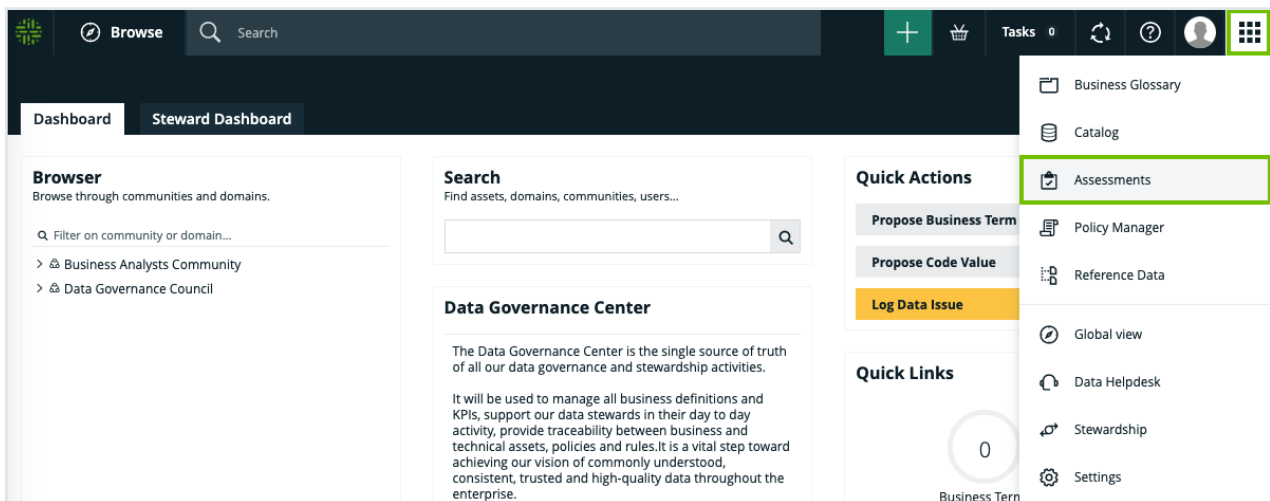 Browse
Search
Tasks 0
Dashboard
Steward Dashboard
Browser
Browse through communities and domains.
Filter on community or domain...
Business Analysts Community
Data Governance Council
Search
Find assets, domains, communities, users...
Data Governance Center
The Data Governance Center is the single source of truth
of all our data governance and stewardship activities.
It will be used to manage all business definitions and
KPIs, support our data stewards in their day to day
activity, provide traceability between business and
technical assets, policies and rules.It is a vital step toward
achieving our vision of commonly understood,
consistent, trusted and high-quality data throughout the
enterprise.
Quick Actions
Propose Business Term
Propose Code Value
Log Data Issue
Quick Links
0
Business Tern
Business Glossary
Catalog
Assessments
Policy Manager
Reference Data
Global view
Data Helpdesk
Stewardship
Settings